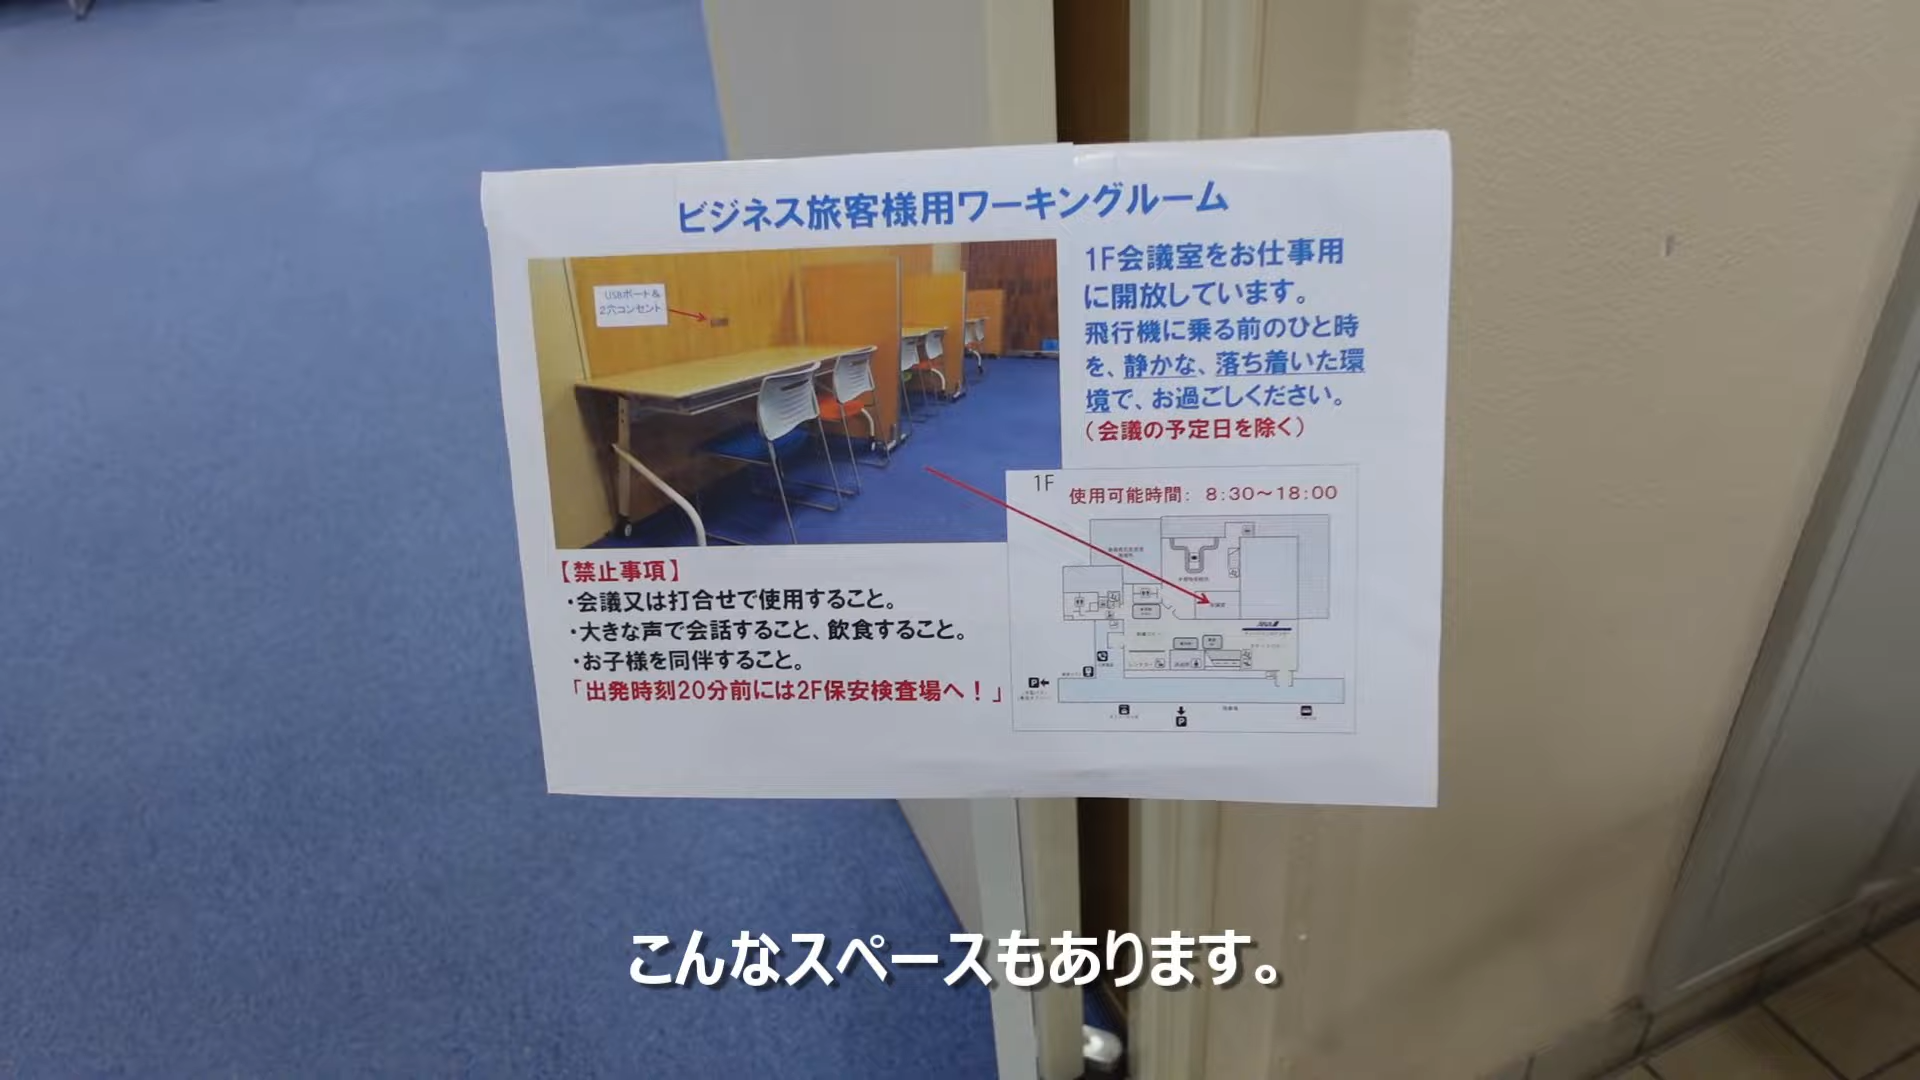 ビジネス旅客様用ワーキングルーム
USBポート&
2穴コンセント
1F会議室をお仕事用
に開放しています。
飛行機に乗る前のひと時
を、静かな、落ち着いた環
境で、お過ごしください。
（会議の予定日を除く）
1F
使用可能時間: 8:30～18:00
ANA
P
P
【禁止事項】
・会議又は打合せで使用すること。
・大きな声で会話すること、飲食すること。
・お子様を同伴すること。
「出発時刻20分前には2F保安検査場へ！」
こんなスペースもあります。